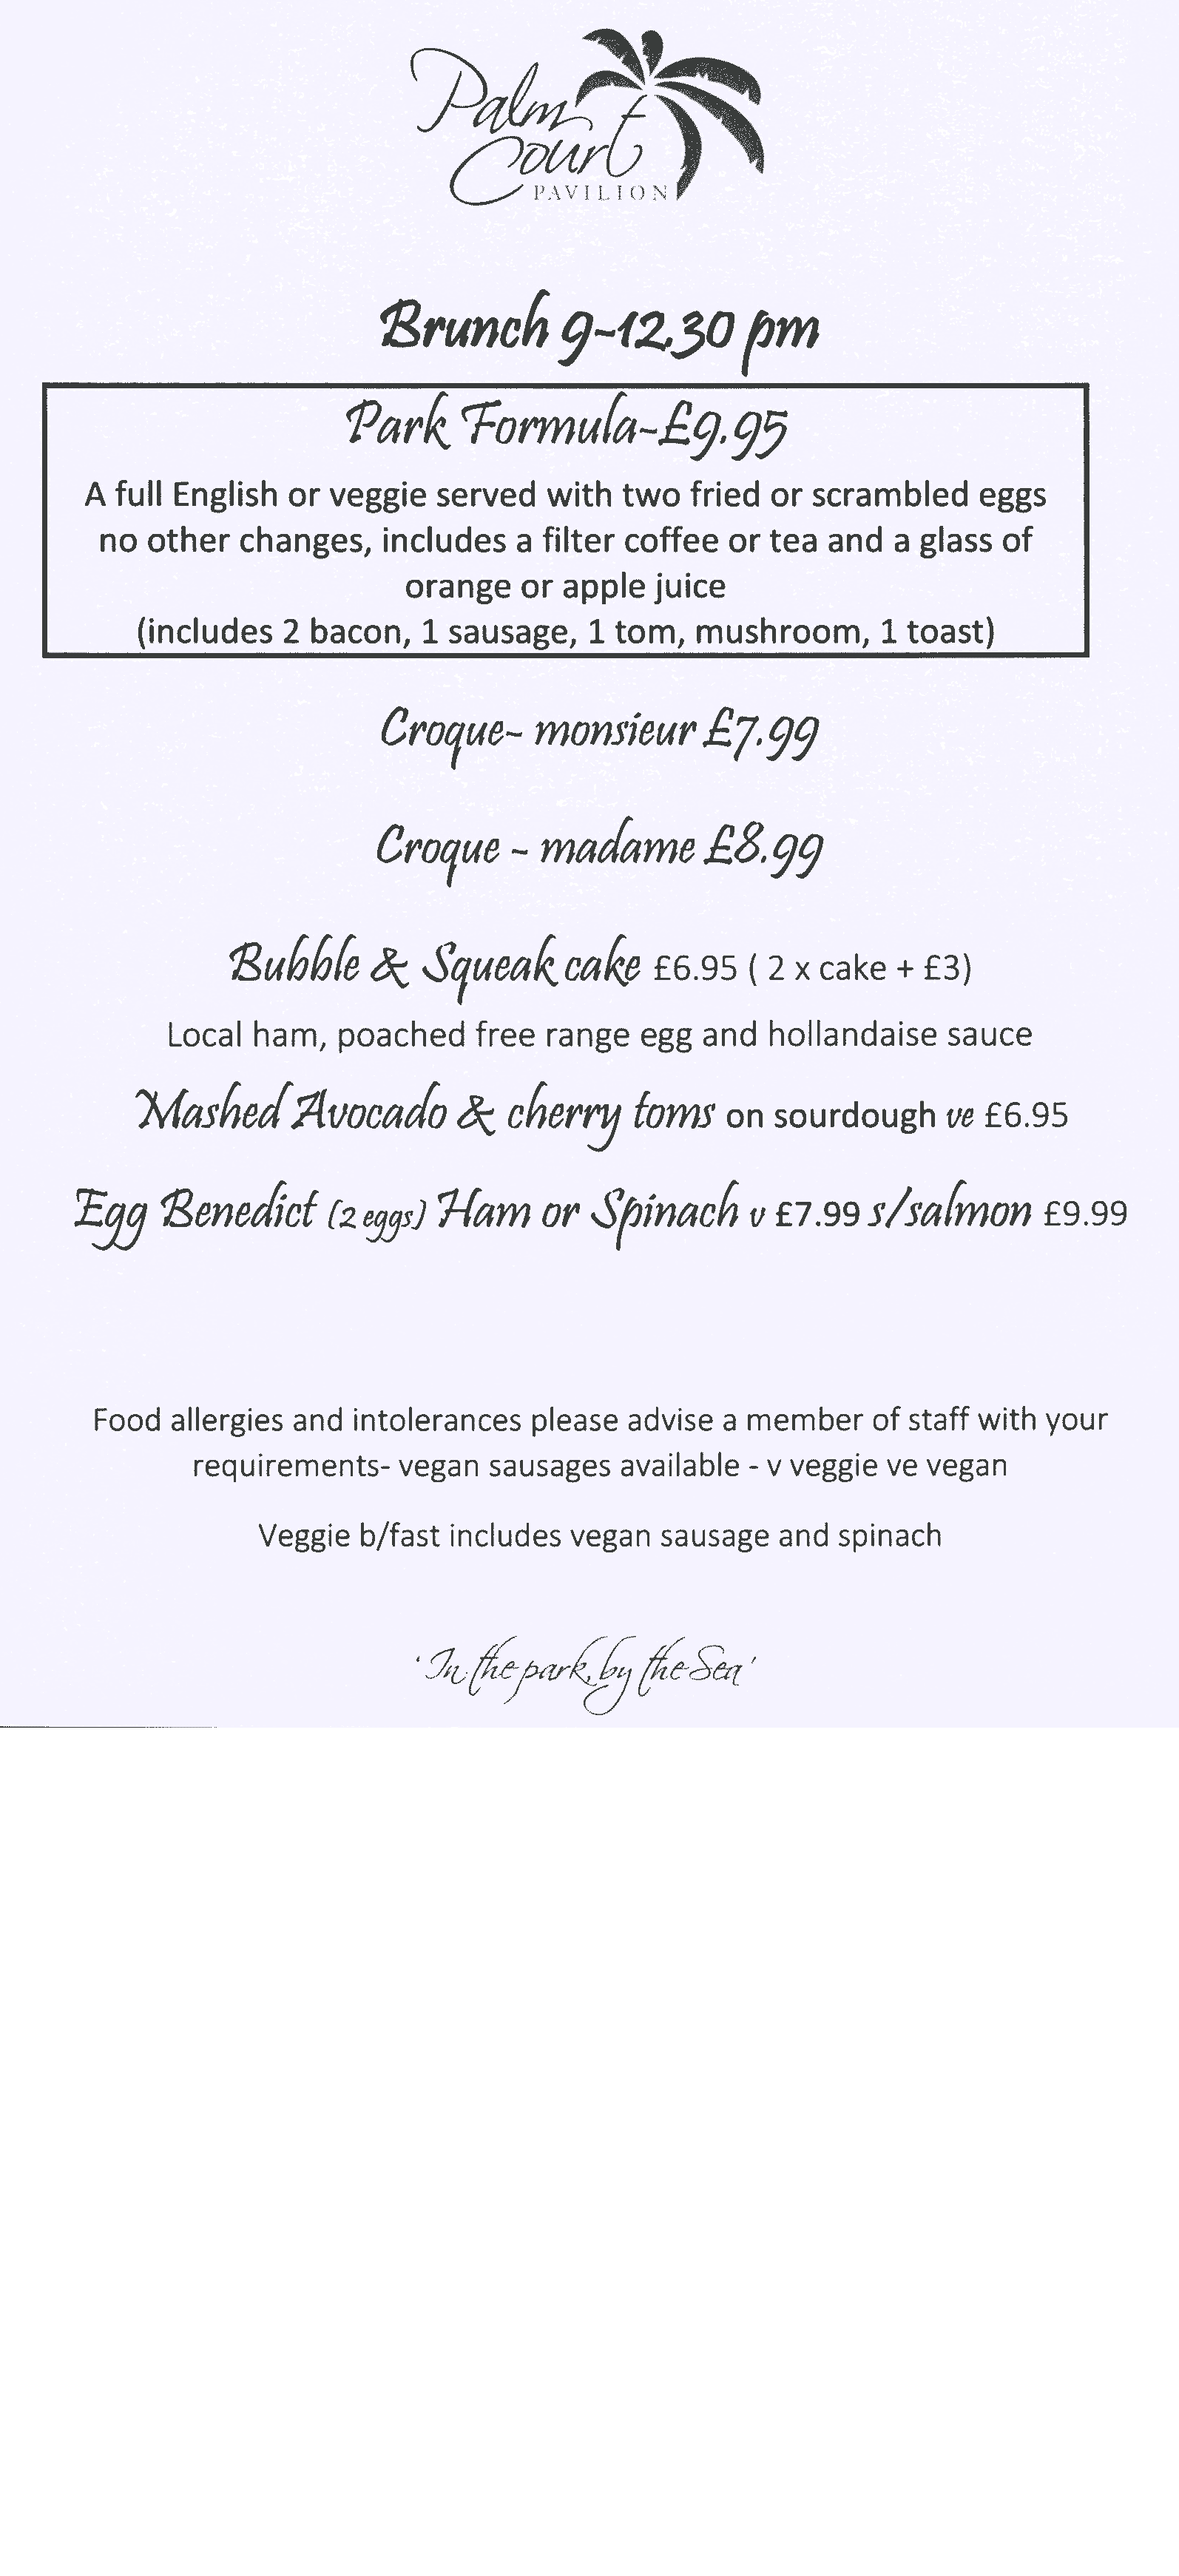 Palm
Court
PAVILION
Brunch 9-12.30 pm
Park Formula-£9.95
A full English or veggie served with two fried or scrambled eggs
no other changes, includes a filter coffee or tea and a glass of
orange or apple juice
(includes 2 bacon, 1 sausage, 1 tom, mushroom, 1 toast)
Croque- monsieur £7.99
Croque - madame £8.99
Bubble & Squeak cake £6.95 ( 2 x cake + £3)
Local ham, poached free range egg and hollandaise sauce
Mashed Avocado & cherry toms on sourdough ve £6.95
Egg Benedict (2 eggs) Ham or Spinach v £7.99 s/salmon £9.99
Food allergies and intolerances please advise a member of staff with your
requirements- vegan sausages available - v veggie ve vegan
Veggie b/fast includes vegan sausage and spinach
‘In the park, by the Sea’